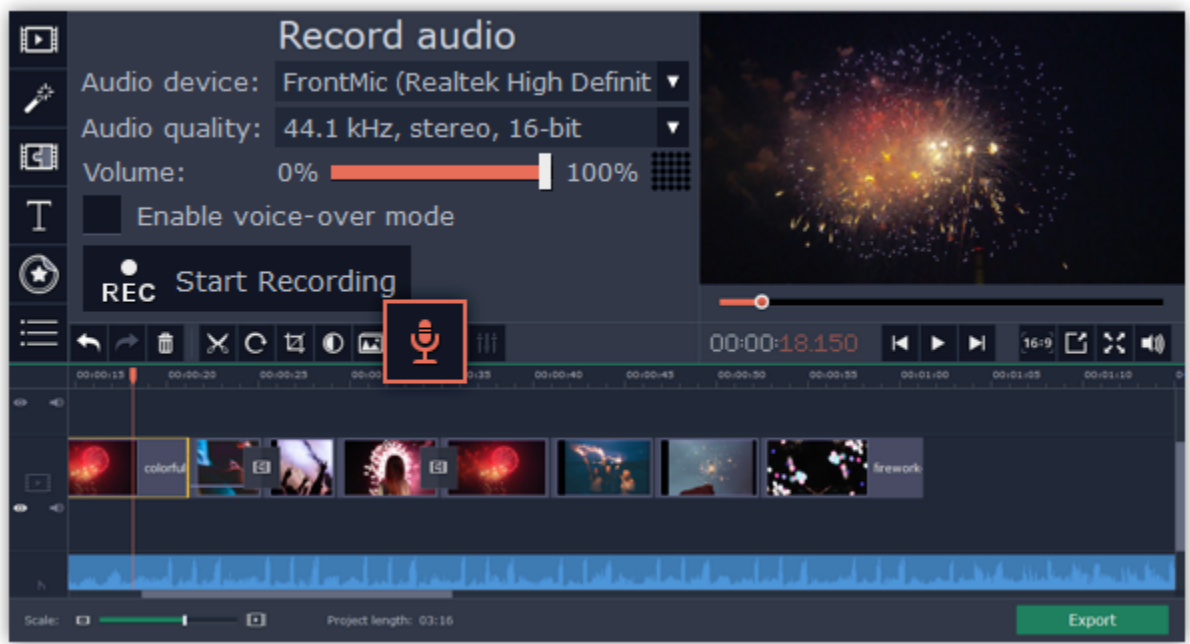 Record audio
Audio device: FrontMic (Realtek High Definit
Audio quality: 44.1 kHz, stereo, 16-bit
Volume: 0% 100%
Enable voice-over mode
REC Start Recording
00:00:18.150 16:9
00:00:15 00:00:20 00:00:25 00:00 :35 00:00:40 00:00:45 00:00:50 00:00:55 00:01:00 00:01:05 00:01:10
colorful firework
Scale: Project length: 03:16 Export